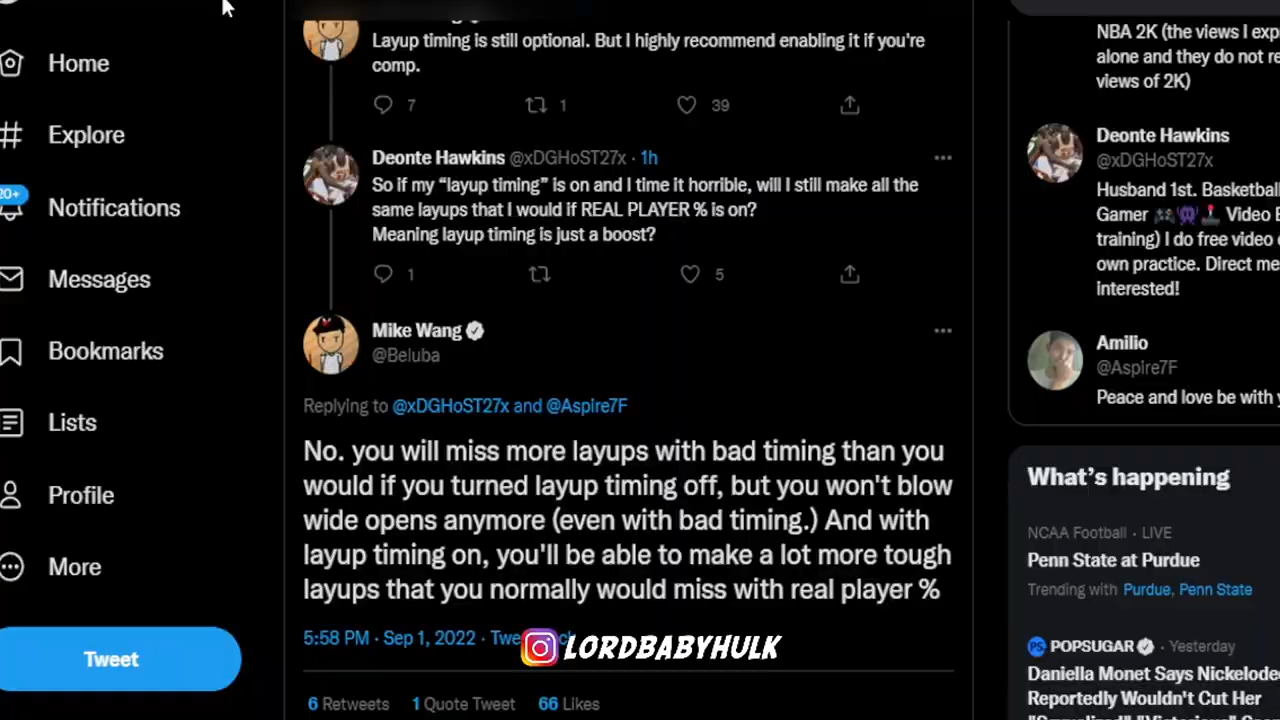 Home
Explore
20+
Notifications
Messages
Bookmarks
Lists
Profile
More
Tweet
Layup timing is still optional. But I highly recommend enabling it if you're
comp.
7 1 39
Deonte Hawkins @xDGHoST27x · 1h
So if my “layup timing” is on and I time it horrible, will I still make all the
same layups that I would if REAL PLAYER % is on?
Meaning layup timing is just a boost?
1 5
Mike Wang
@Beluba
Replying to @xDGHoST27x and @Aspire7F
No. you will miss more layups with bad timing than you
would if you turned layup timing off, but you won't blow
wide opens anymore (even with bad timing.) And with
layup timing on, you'll be able to make a lot more tough
layups that you normally would miss with real player %
5:58 PM · Sep 1, 2022 ·
LORDBABYHULK
6 Retweets 1 Quote Tweet 66 Likes
NBA 2K (the views I exp
alone and they do not re
views of 2K)
Deonte Hawkins
@xDGHoST27x
Husband 1st. Basketball
Gamer 🎮👾🕹️ Video E
training) I do free video
own practice. Direct me
interested!
Amilio
@Aspire7F
Peace and love be with y
What's happening
NCAA Football · LIVE
Penn State at Purdue
Trending with Purdue, Penn State
PS POPSUGAR · Yesterday
Daniella Monet Says Nickelode
Reportedly Wouldn't Cut Her